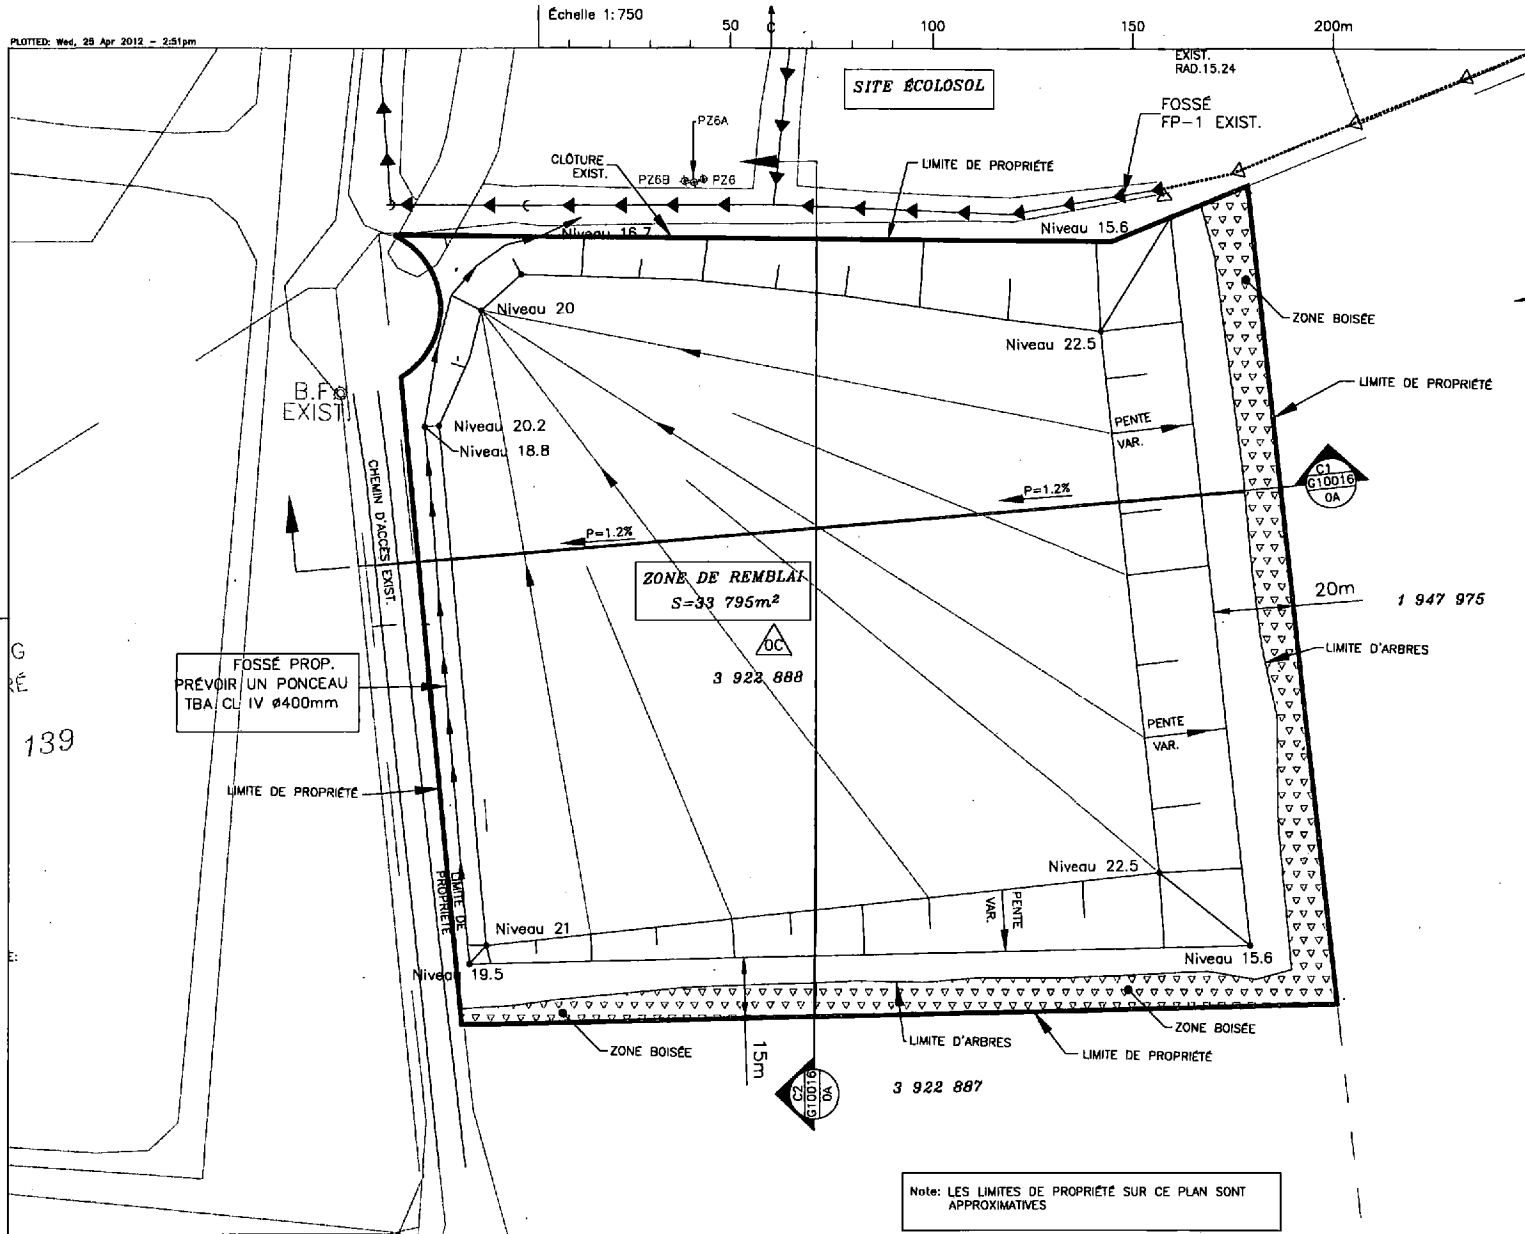 Échelle 1:750
50
100
150
200m
PLOTTED: Wed, 25 Apr 2012 - 2:51pm
C
EXIST.
RAD.15.24
SITE ÉCOLOSOL
FOSSÉ
FP-1 EXIST.
PZ6A
CLÔTURE
EXIST.
PZ6B
PZ6
LIMITE DE PROPRIÉTÉ
Niveau 16.7
Niveau 15.6
Niveau 20
ZONE BOISÉE
Niveau 22.5
LIMITE DE PROPRIÉTÉ
B.F.
EXIST.
PENTE
VAR.
Niveau 20.2
Niveau 18.8
CHEMIN D'ACCÈS EXIST.
C1
G10016
0A
P=1.2%
P=1.2%
ZONE DE REMBLAI
S=33 795m²
20m
1 947 975
0C
LIMITE D'ARBRES
G
RÉ
FOSSÉ PROP.
PRÉVOIR UN PONCEAU
TBA CL IV ø400mm
3 922 888
139
PENTE
VAR.
LIMITE DE PROPRIÉTÉ
Niveau 22.5
LIMITE DE
PROPRIÉTÉ
PENTE
VAR.
Niveau 21
E:
Niveau 19.5
Niveau 15.6
ZONE BOISÉE
15m
LIMITE D'ARBRES
ZONE BOISÉE
LIMITE DE PROPRIÉTÉ
C2
G10016
0A
3 922 887
Note: LES LIMITES DE PROPRIÉTÉ SUR CE PLAN SONT
APPROXIMATIVES